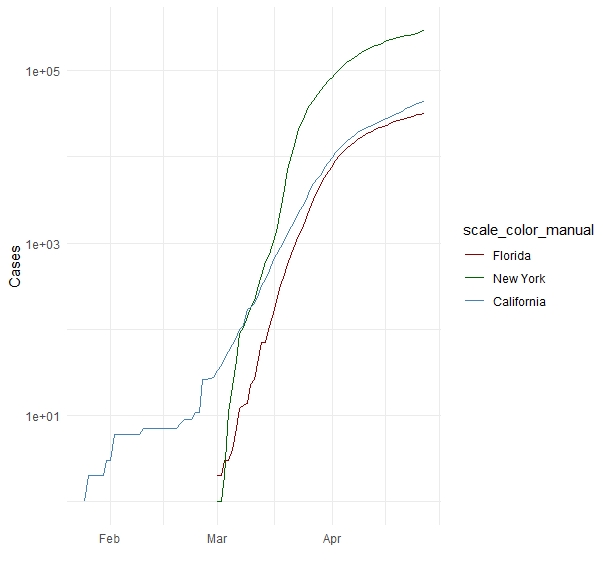 1e+05
1e+03
1e+01
Cases
Feb
Mar
Apr
scale_color_manual
Florida
New York
California